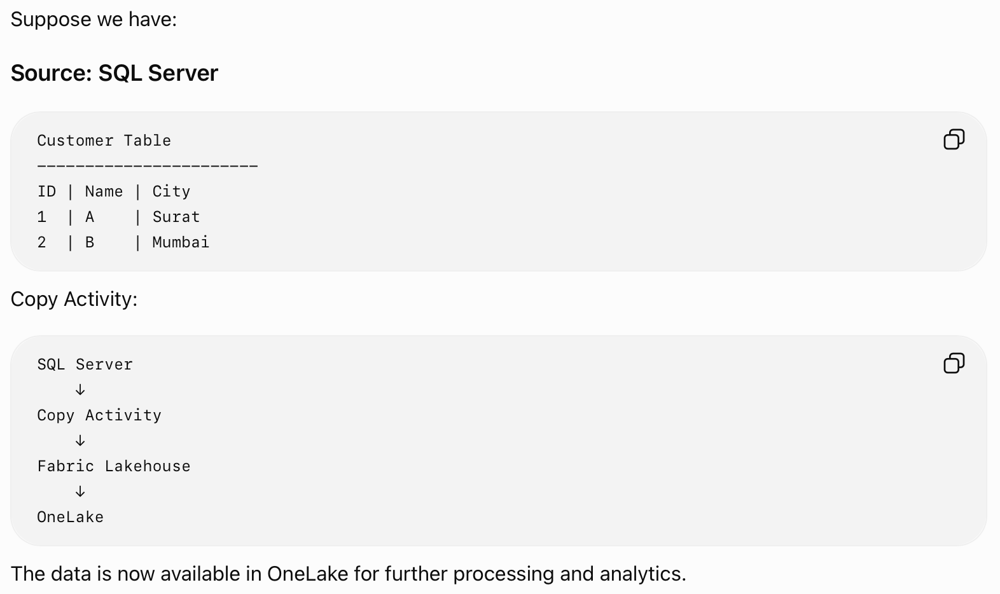 Suppose we have:
Source: SQL Server
Customer Table
-----------------------
ID | Name | City
1  | A    | Surat
2  | B    | Mumbai
Copy Activity:
SQL Server
↓
Copy Activity
↓
Fabric Lakehouse
↓
OneLake
The data is now available in OneLake for further processing and analytics.